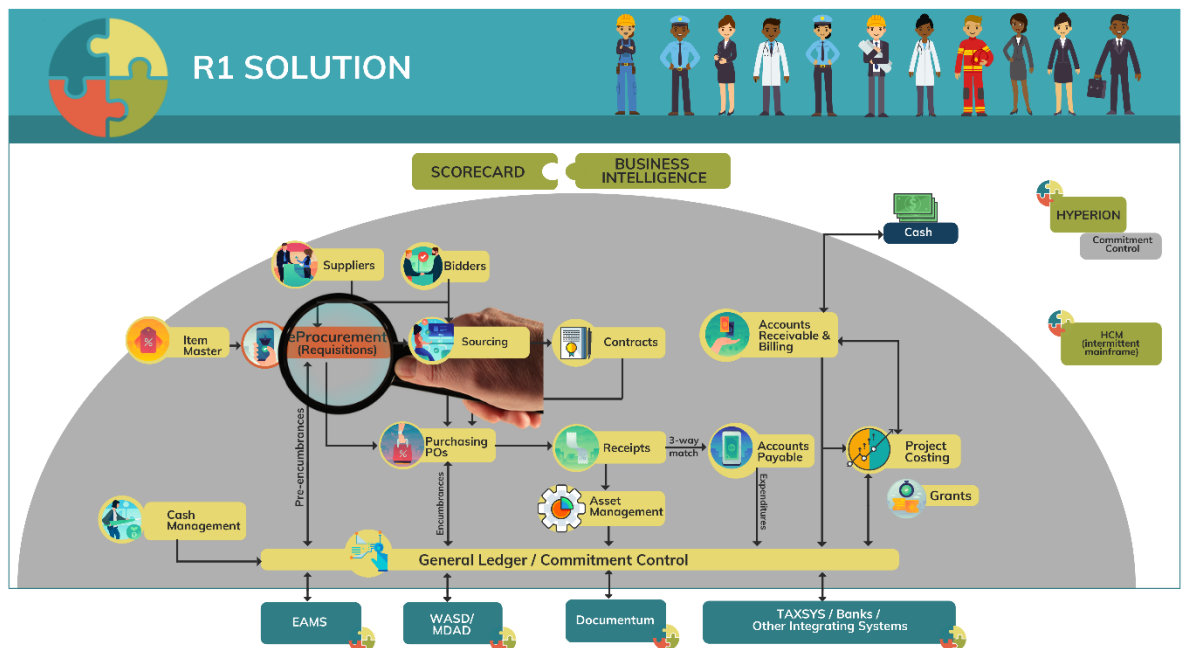 R1 SOLUTION
SCORECARD
BUSINESS
INTELLIGENCE
Cash
HYPERION
Commitment
Control
Suppliers
Bidders
Item
Master
eProcurement
(Requisitions)
Sourcing
Contracts
Accounts
Receivable &
Billing
HCM
(intermittent
mainframe)
Pre-encumbrances
Purchasing
POs
Receipts
3-way
match
Accounts
Payable
Project
Costing
Encumbrances
Expenditures
Cash
Management
Asset
Management
Grants
General Ledger / Commitment Control
EAMS
WASD/
MDAD
Documentum
TAXSYS / Banks /
Other Integrating Systems